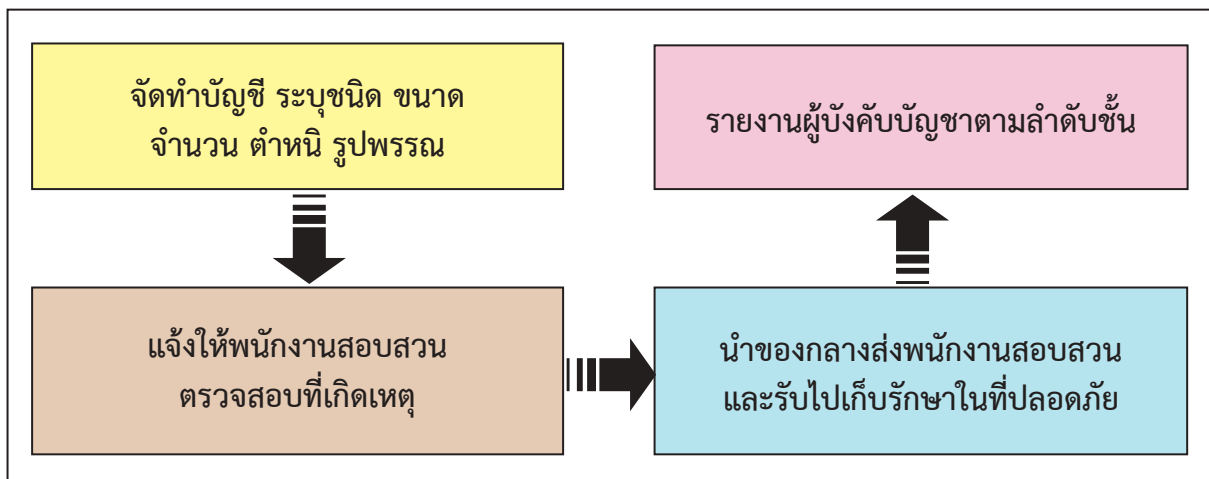 จัดทำบัญชี ระบุชนิด ขนาด
จำนวน ตำหนิ รูปพรรณ
แจ้งให้พนักงานสอบสวน
ตรวจสอบที่เกิดเหตุ
นำของกลางส่งพนักงานสอบสวน
และรับไปเก็บรักษาในที่ปลอดภัย
รายงานผู้บังคับบัญชาตามลำดับชั้น